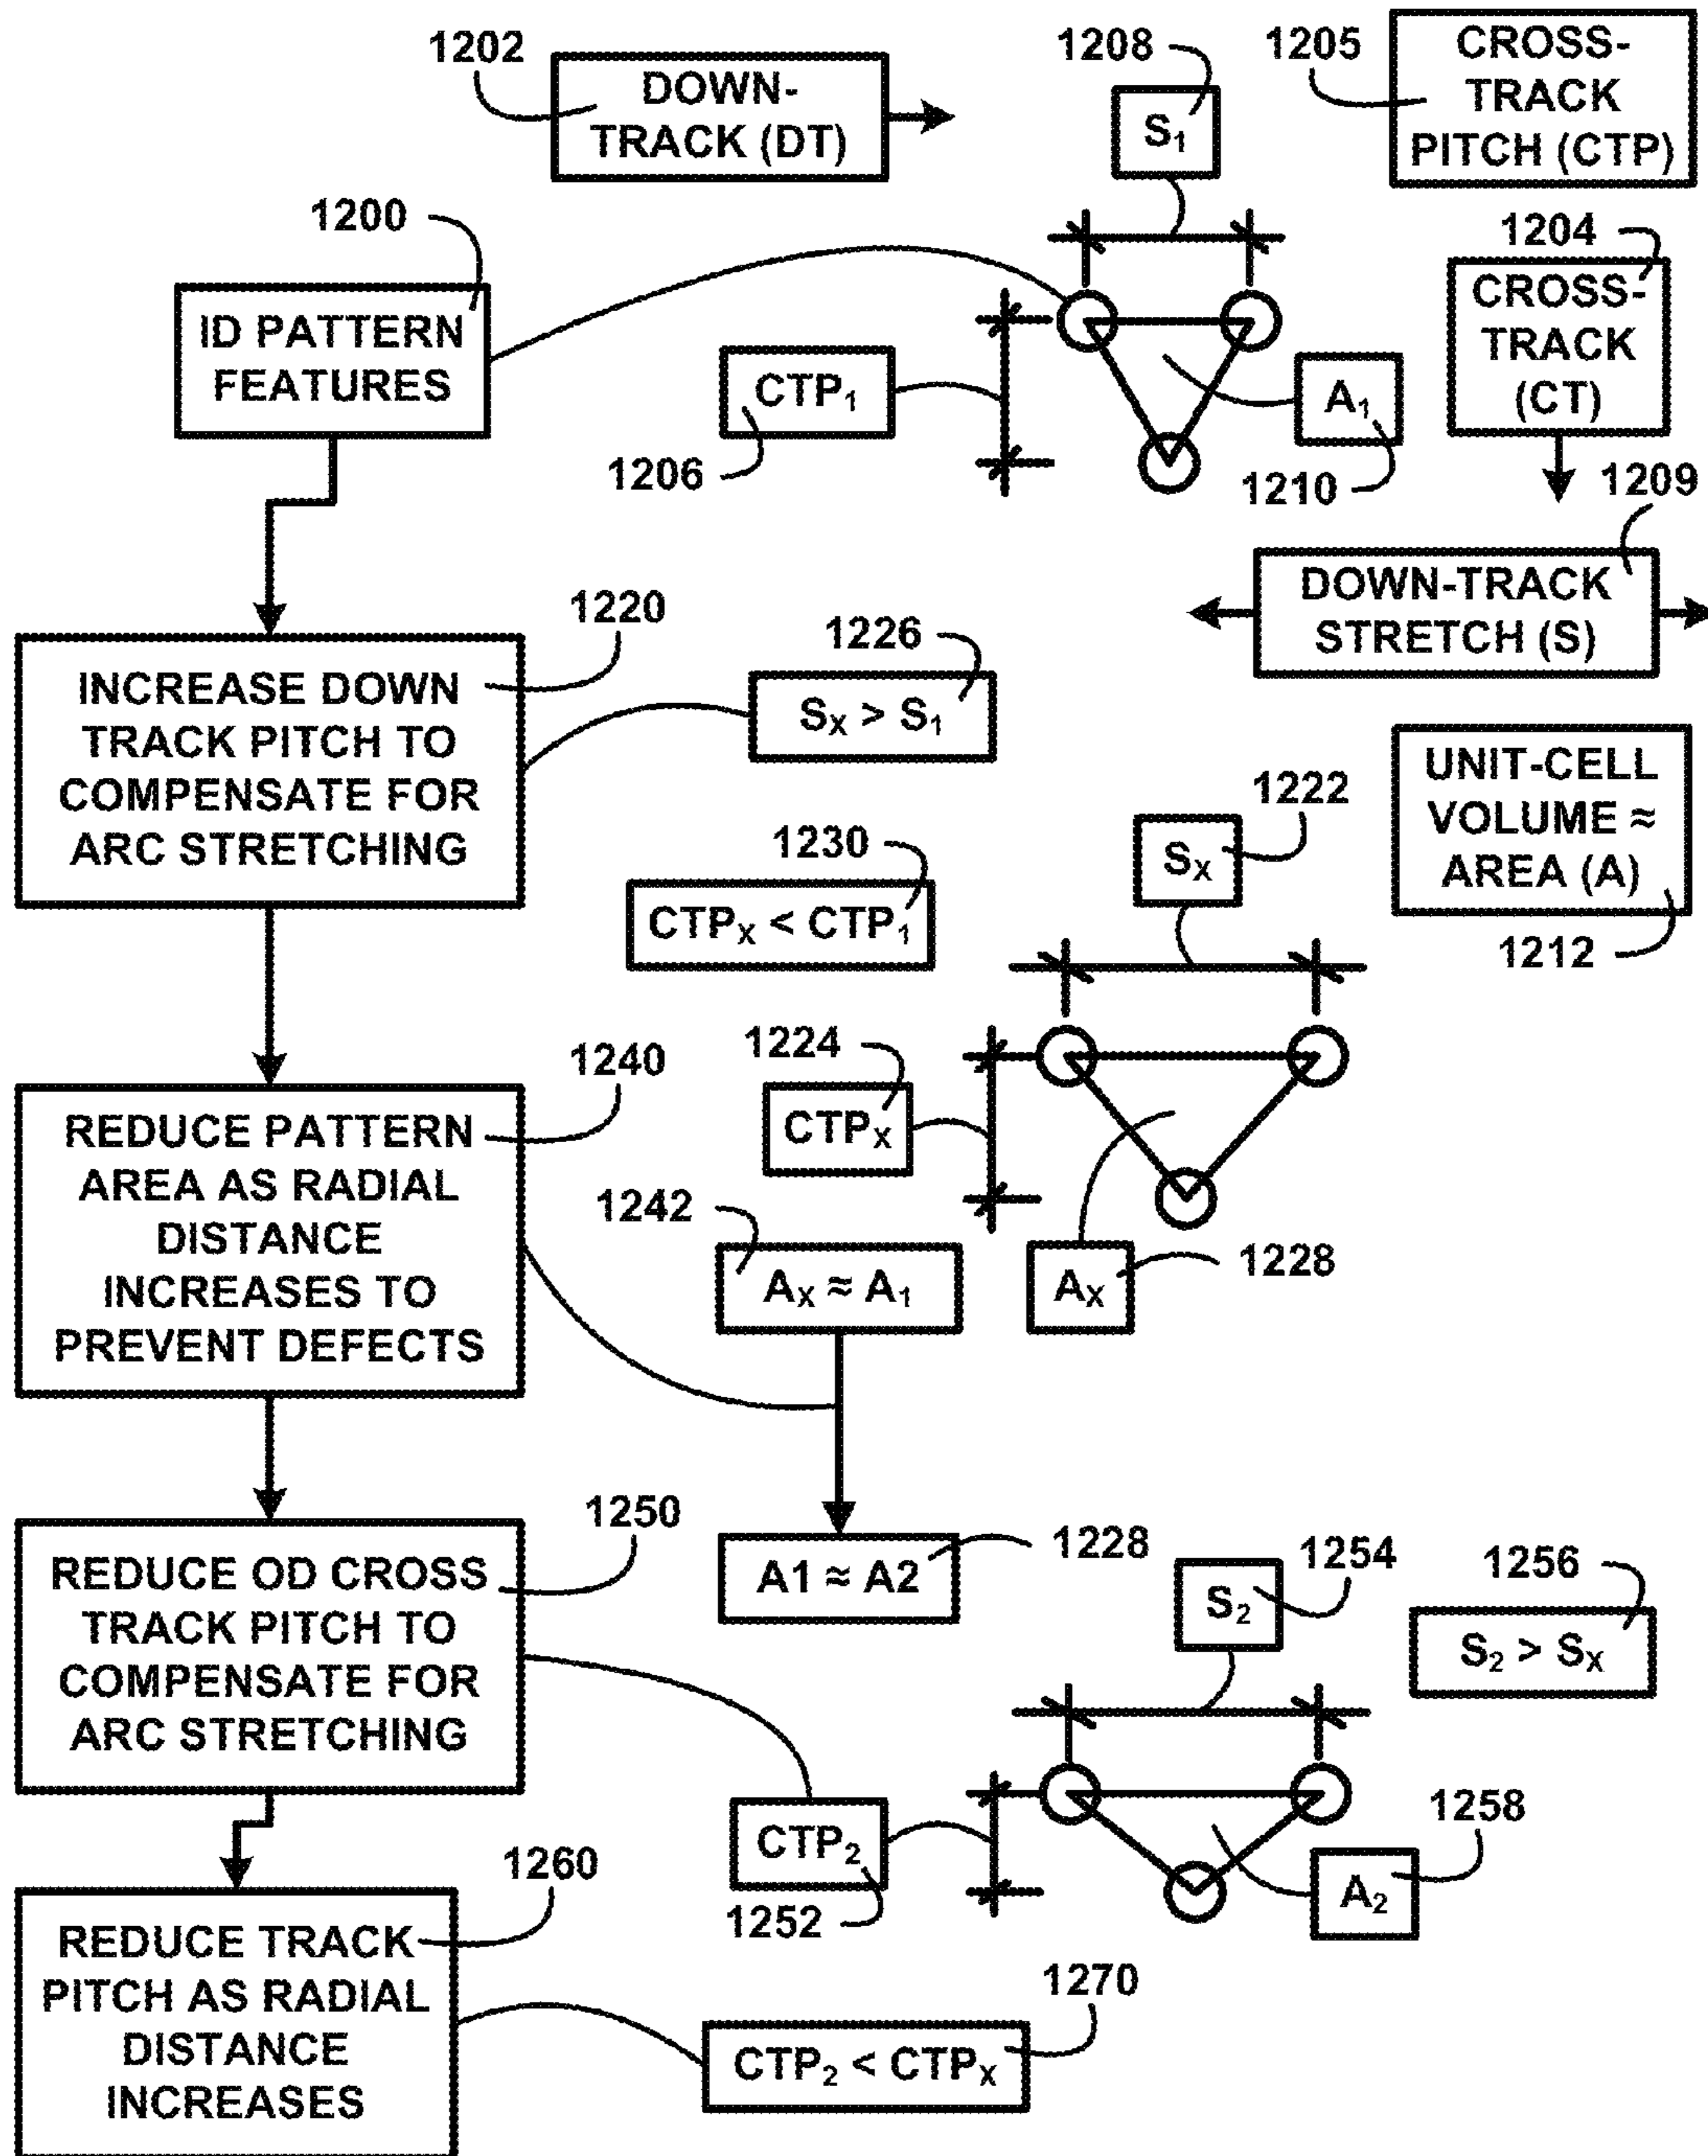 1202
DOWN-
TRACK (DT)
1208
S₁
1205
CROSS-
TRACK
PITCH (CTP)
1200
ID PATTERN
FEATURES
1204
CROSS-
TRACK
(CT)
CTP₁
1206
A₁
1210
1209
DOWN-TRACK
STRETCH (S)
1220
INCREASE DOWN
TRACK PITCH TO
COMPENSATE FOR
ARC STRETCHING
1226
Sₓ > S₁
1222
Sₓ
UNIT-CELL
VOLUME ≈
AREA (A)
1212
1230
CTPₓ < CTP₁
1224
CTPₓ
1240
REDUCE PATTERN
AREA AS RADIAL
DISTANCE
INCREASES TO
PREVENT DEFECTS
1242
Aₓ ≈ A₁
Aₓ
1228
1250
REDUCE OD CROSS
TRACK PITCH TO
COMPENSATE FOR
ARC STRETCHING
A1 ≈ A2
1228
1254
S₂
1256
S₂ > Sₓ
CTP₂
1252
1258
A₂
1260
REDUCE TRACK
PITCH AS RADIAL
DISTANCE
INCREASES
1270
CTP₂ < CTPₓ